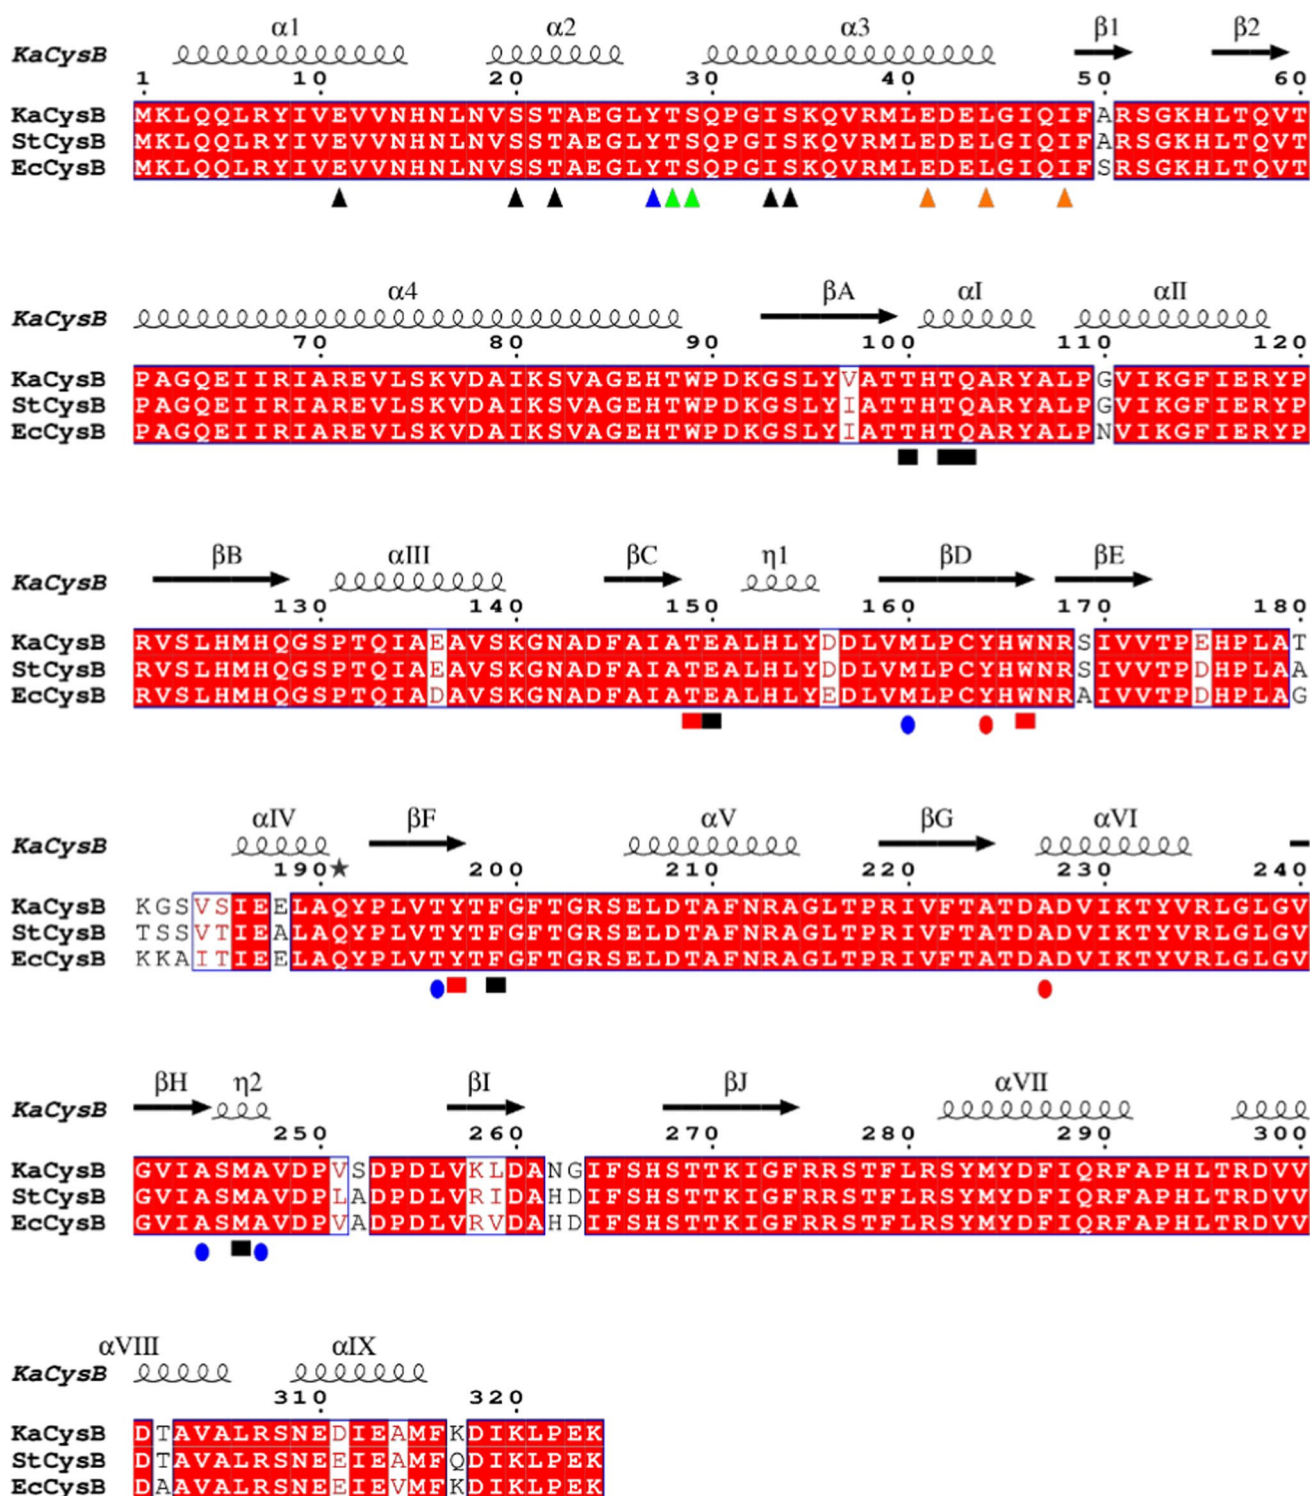 α1 α2 α3 β1 β2
KaCysB
1 10 20 30 40 50 60
KaCysB MKLQQLRYIVEVVNHNLNVSSTAEGLYTSQPGISKQVRMLEDELGIQIFARSGKHLTQVT
StCysB MKLQQLRYIVEVVNHNLNVSSTAEGLYTSQPGISKQVRMLEDELGIQIFARSGKHLTQVT
EcCysB MKLQQLRYIVEVVNHNLNVSSTAEGLYTSQPGISKQVRMLEDELGIQIFSRSGKHLTQVT
α4 βA αI αII
KaCysB
70 80 90 100 110 120
KaCysB PAGQEIIRIAREVLSKVDAIKSVAGEHTWPDKGSLYVATTHTQARYALPGVIKGFIERYP
StCysB PAGQEIIRIAREVLSKVDAIKSVAGEHTWPDKGSLYIATTHTQARYALPGVIKGFIERYP
EcCysB PAGQEIIRIAREVLSKVDAIKSVAGEHTWPDKGSLYIATTHTQARYALPNVIKGFIERYP
βB αIII βC η1 βD βE
KaCysB
130 140 150 160 170 180
KaCysB RVSLHMHQGSPTQIAEAVSKGNADFAIATEALHLYDDLVMLPCYHWNRSIVVTPEHPLAT
StCysB RVSLHMHQGSPTQIAEAVSKGNADFAIATEALHLYDDLVMLPCYHWNRSIVVTPDHPLAA
EcCysB RVSLHMHQGSPTQIADAVSKGNADFAIATEALHLYEDLVMLPCYHWNRAIVVTPDHPLAG
αIV βF αV βG αVI
KaCysB
190 200 210 220 230 240
KaCysB KGSVSIEELAQYPLVTYTFGFTGRSELDTAFNRAGLTPRIVFTATDADVIKTYVRLGLGV
StCysB TSSVTIEALAQYPLVTYTFGFTGRSELDTAFNRAGLTPRIVFTATDADVIKTYVRLGLGV
EcCysB KKAITIEELAQYPLVTYTFGFTGRSELDTAFNRAGLTPRIVFTATDADVIKTYVRLGLGV
βH η2 βI βJ αVII
KaCysB
250 260 270 280 290 300
KaCysB GVIASMAVDPVSDPDLVKLDANGIFSHSTTKIGFRRSTFLRSYMYDFIQRFAPHLTRDVV
StCysB GVIASMAVDPLADPDLVRIDAHDIFSHSTTKIGFRRSTFLRSYMYDFIQRFAPHLTRDVV
EcCysB GVIASMAVDPVADPDLVRVDAHDIFSHSTTKIGFRRSTFLRSYMYDFIQRFAPHLTRDVV
αVIII αIX
KaCysB
310 320
KaCysB DTAVALRSNEDIEAMFKDIKLPEK
StCysB DTAVALRSNEEIEAMFQDIKLPEK
EcCysB DAAVALRSNEEIEVMFKDIKLPEK